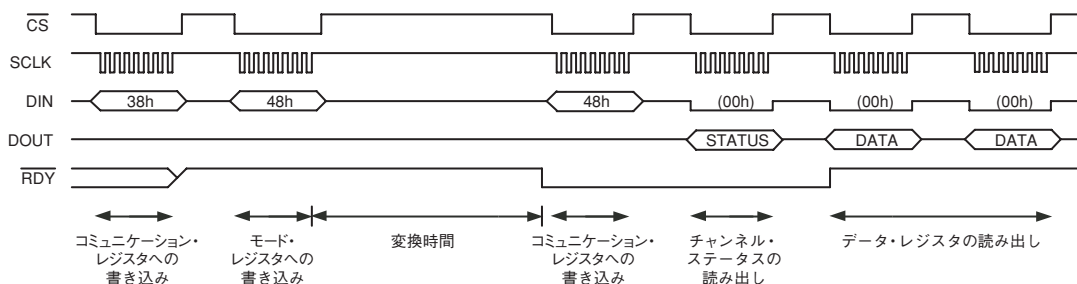 CS
SCLK
DIN 38h 48h 48h (00h) (00h) (00h)
DOUT STATUS DATA DATA
RDY
コミュニケーション・
レジスタへの
書き込み
モード・
レジスタへの
書き込み
変換時間
コミュニケーション・
レジスタへの
書き込み
チャンネル・
ステータスの
読み出し
データ・レジスタの読み出し